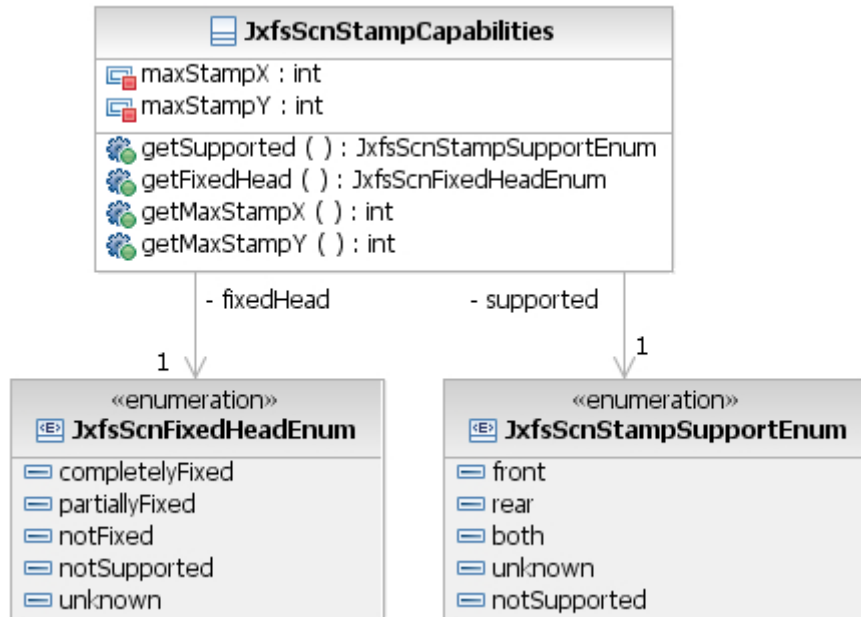 JxfsScnStampCapabilities
maxStampX : int
maxStampY : int
getSupported ( ) : JxfsScnStampSupportEnum
getFixedHead ( ) : JxfsScnFixedHeadEnum
getMaxStampX ( ) : int
getMaxStampY ( ) : int
- fixedHead
- supported
1
1
«enumeration»
<E> JxfsScnFixedHeadEnum
completelyFixed
partiallyFixed
notFixed
notSupported
unknown
«enumeration»
<E> JxfsScnStampSupportEnum
front
rear
both
unknown
notSupported